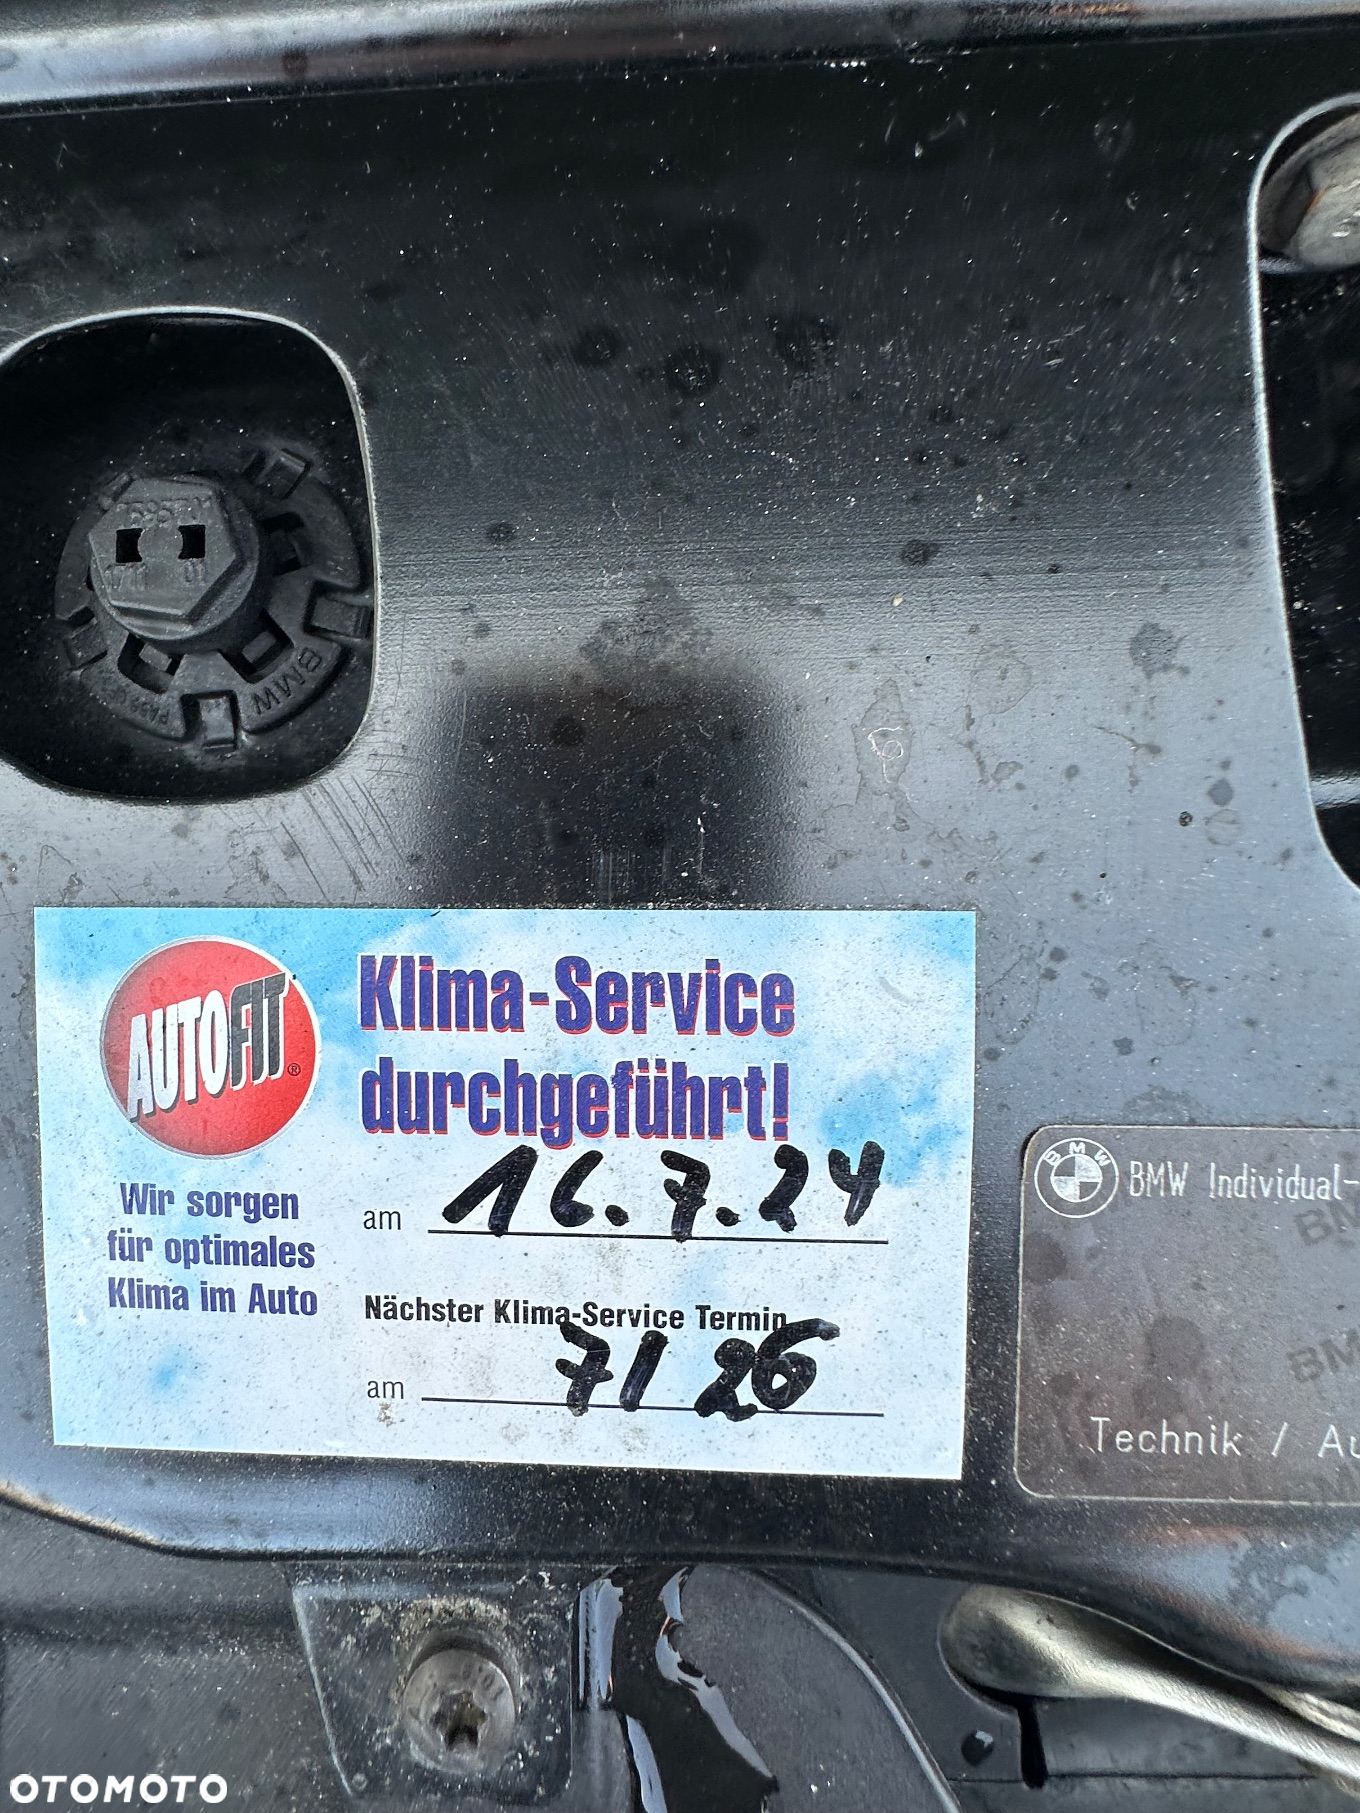 BMW
AUTOFIT®
Klima-Service
durchgeführt!
Wir sorgen
für optimales
Klima im Auto
am 16.7.24
Nächster Klima-Service Termin
am 7/26
BMW
BMW Individual-
Technik / Au
OTOMOTO